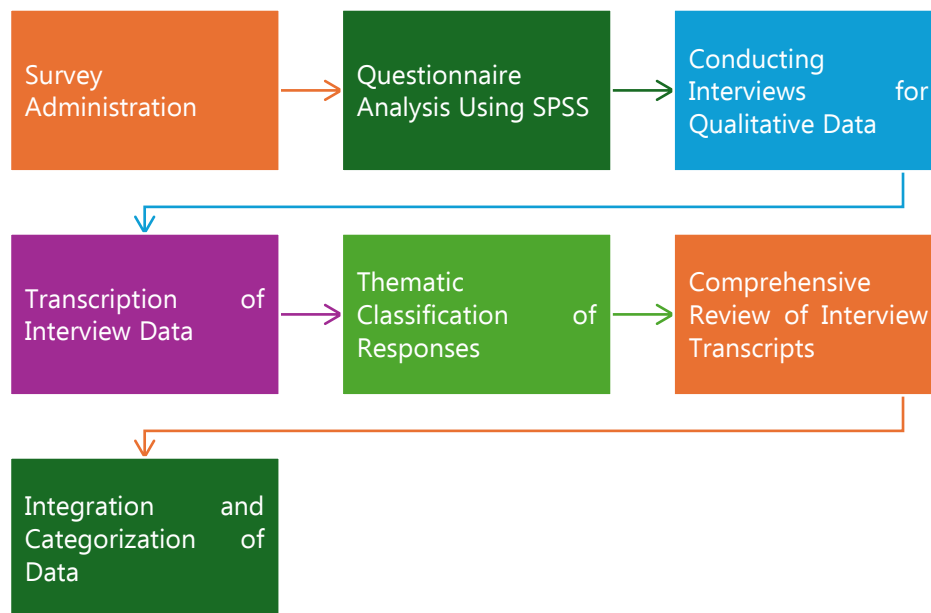 Survey
Administration
Questionnaire
Analysis Using SPSS
Conducting
Interviews for
Qualitative Data
Transcription of
Interview Data
Thematic
Classification of
Responses
Comprehensive
Review of Interview
Transcripts
Integration and
Categorization of
Data